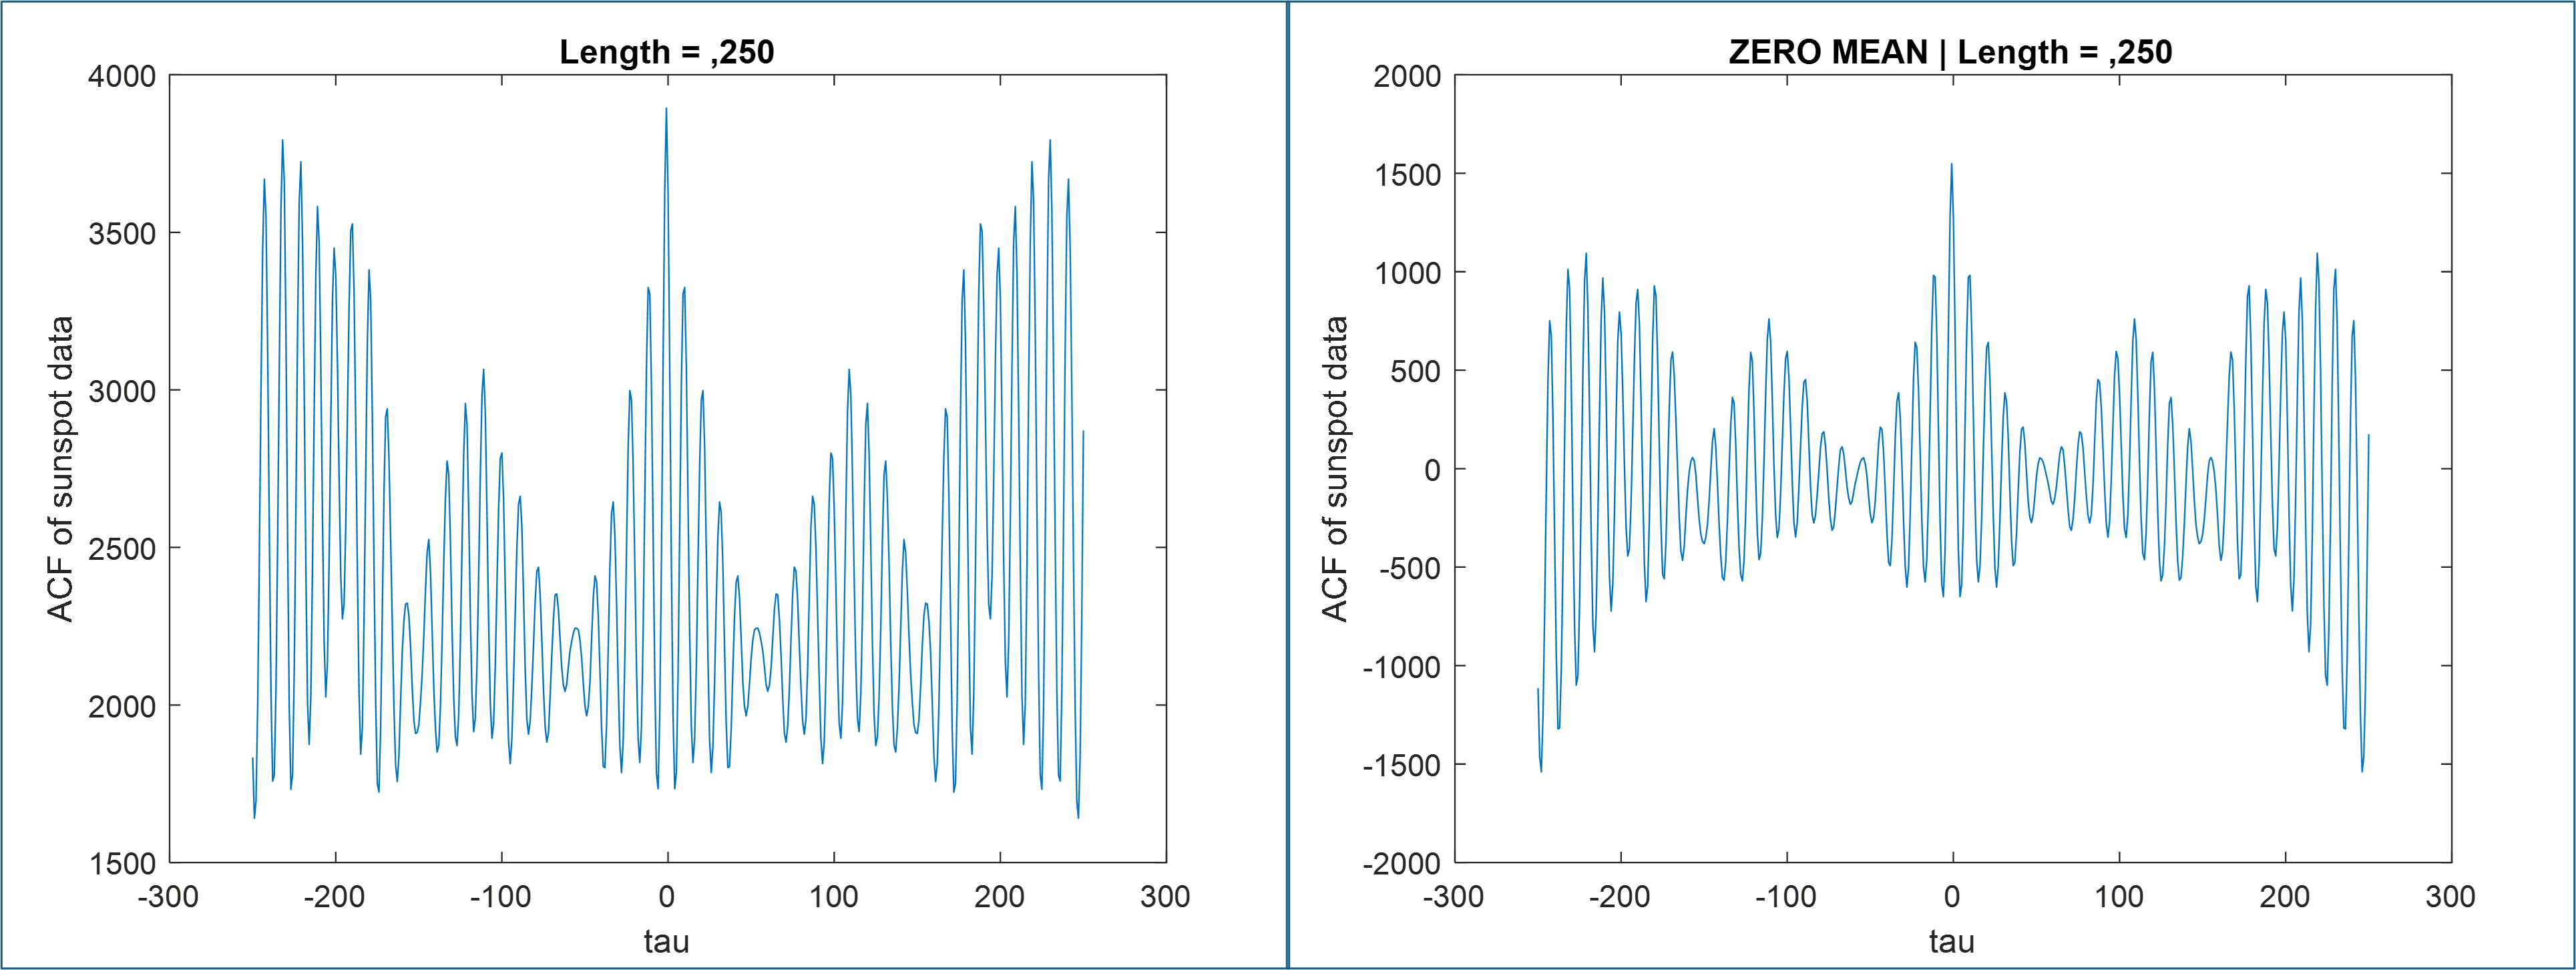 Length = ,250
4000
3500
3000
2500
2000
1500
ACF of sunspot data
-300 -200 -100 0 100 200 300
tau
ZERO MEAN | Length = ,250
2000
1500
1000
500
0
-500
-1000
-1500
-2000
ACF of sunspot data
-300 -200 -100 0 100 200 300
tau